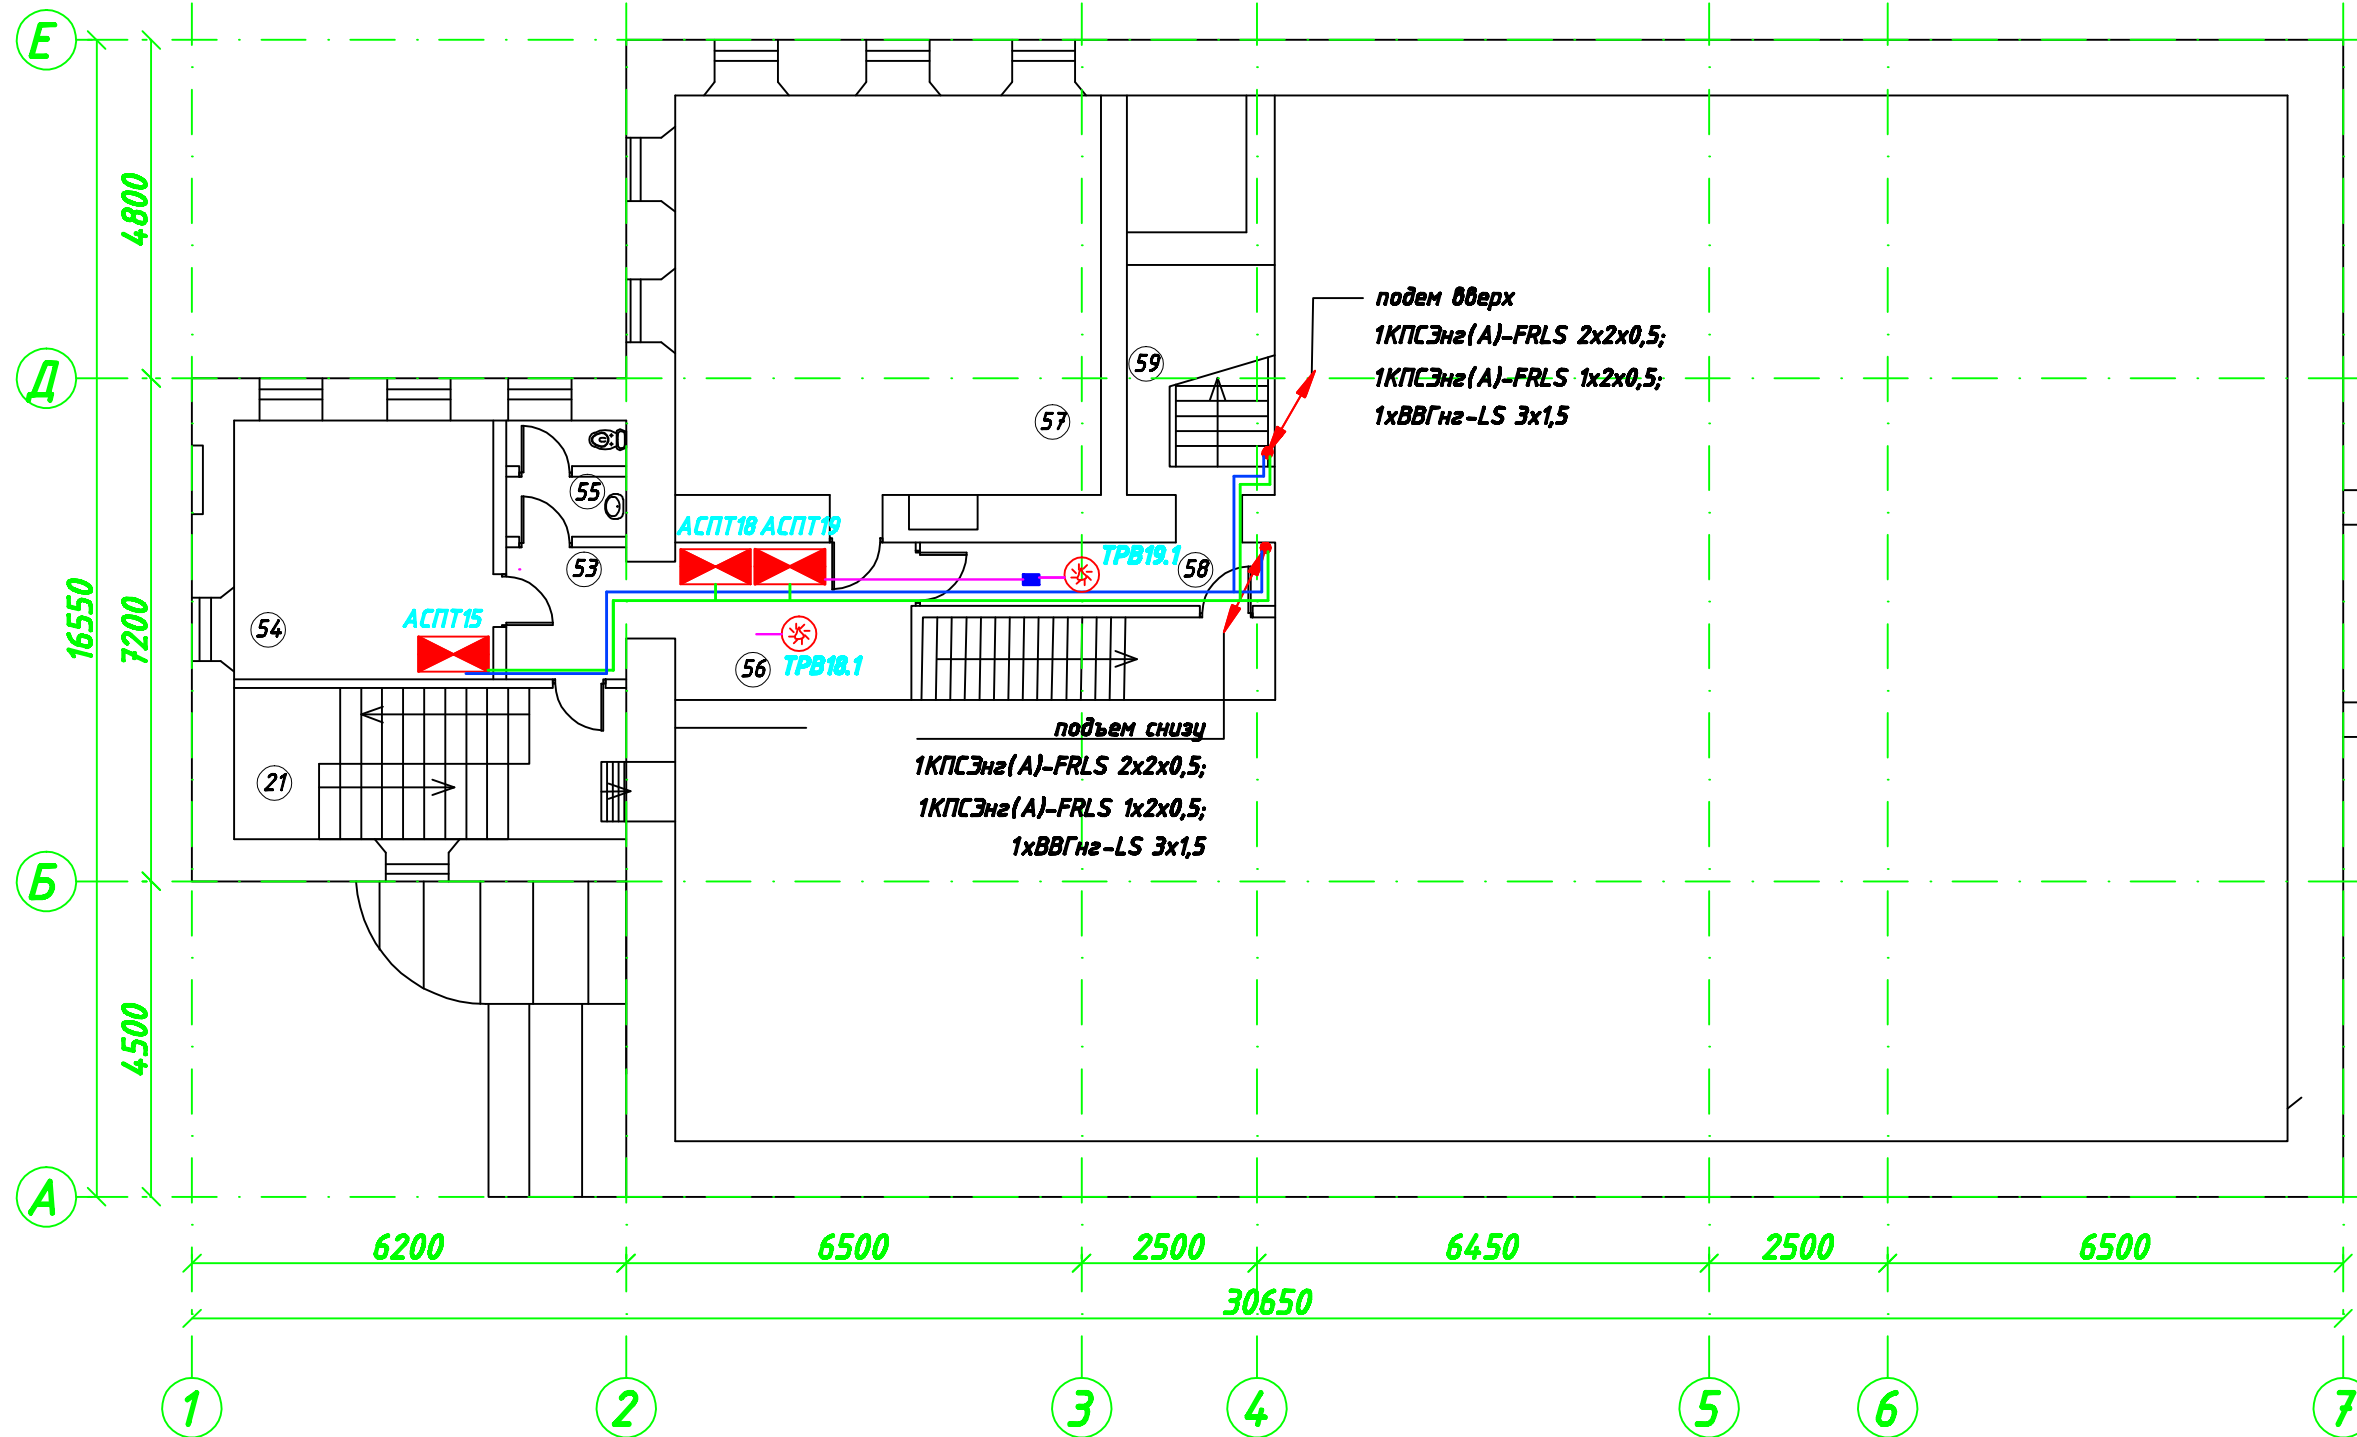 Е
4800
подем вверх
1КПСЭнг(А)-FRLS 2х2х0,5;
59
Д
1КПСЭнг(А)-FRLS 1х2х0,5;
1хВВГнг-LS 3х1,5
57
55
АСПТ18 АСПТ19
ТРВ19.1
53
58
16550
7200
АСПТ15
54
56
ТРВ18.1
подъем снизу
1КПСЭнг(А)-FRLS 2х2х0,5;
21
1КПСЭнг(А)-FRLS 1х2х0,5;
1хВВГнг-LS 3х1,5
Б
4500
А
6200
6500
2500
6450
2500
6500
30650
1
2
3
4
5
6
7